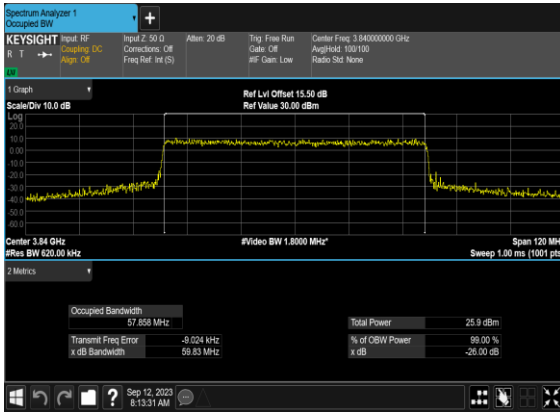 Spectrum Analyzer 1
Occupied BW
KEYSIGHT
R T
LXI
Input: RF
Coupling: DC
Align: Off
Input Z: 50 Ω
Corrections: Off
Freq Ref: Int (S)
Atten: 20 dB
Trig: Free Run
Gate: Off
#IF Gain: Low
Center Freq: 3.840000000 GHz
Avg|Hold: 100/100
Radio Std: None
1 Graph
Scale/Div 10.0 dB
Ref Lvl Offset 15.50 dB
Ref Value 30.00 dBm
Log
20.0
10.0
0.00
-10.0
-20.0
-30.0
-40.0
-50.0
-60.0
Center 3.84 GHz
#Res BW 620.00 kHz
#Video BW 1.8000 MHz*
Span 120 MH
Sweep 1.00 ms (1001 pts
2 Metrics
Occupied Bandwidth
57.858 MHz
Transmit Freq Error -9.024 kHz
x dB Bandwidth 59.83 MHz
Total Power 25.9 dBm
% of OBW Power 99.00 %
x dB -26.00 dB
Sep 12, 2023
8:13:31 AM